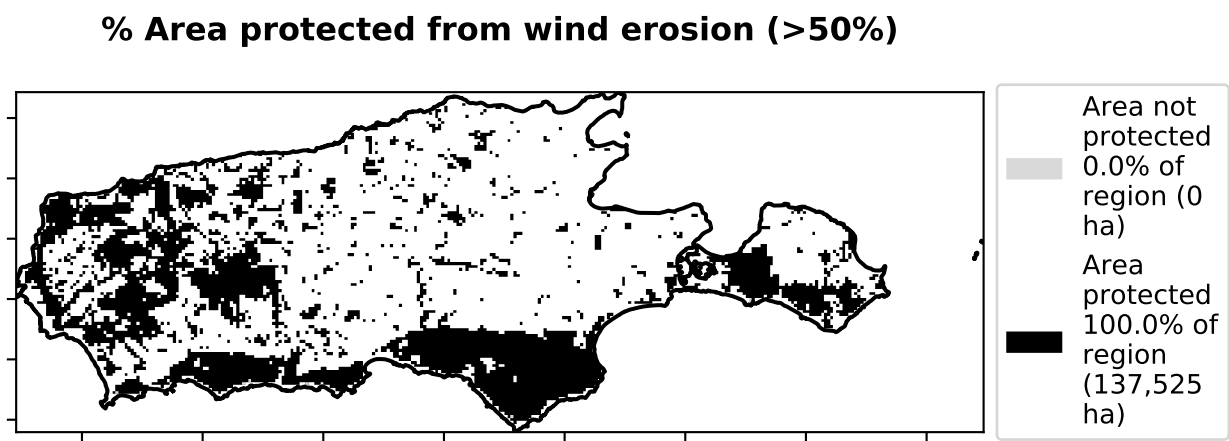 % Area protected from wind erosion (>50%)
Area not
protected
0.0% of
region (0
ha)
Area
protected
100.0% of
region
(137,525
ha)